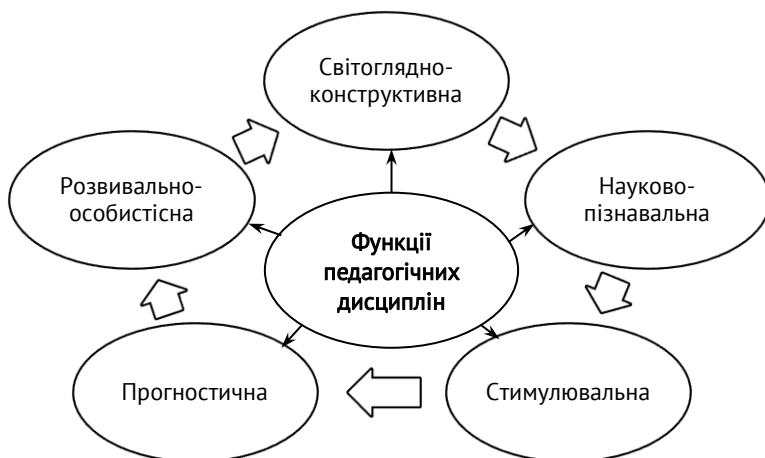 Світоглядно-
конструктивна
Розвивально-
особистісна
Науково-
пізнавальна
Функції
педагогічних
дисциплін
Прогностична
Стимулювальна